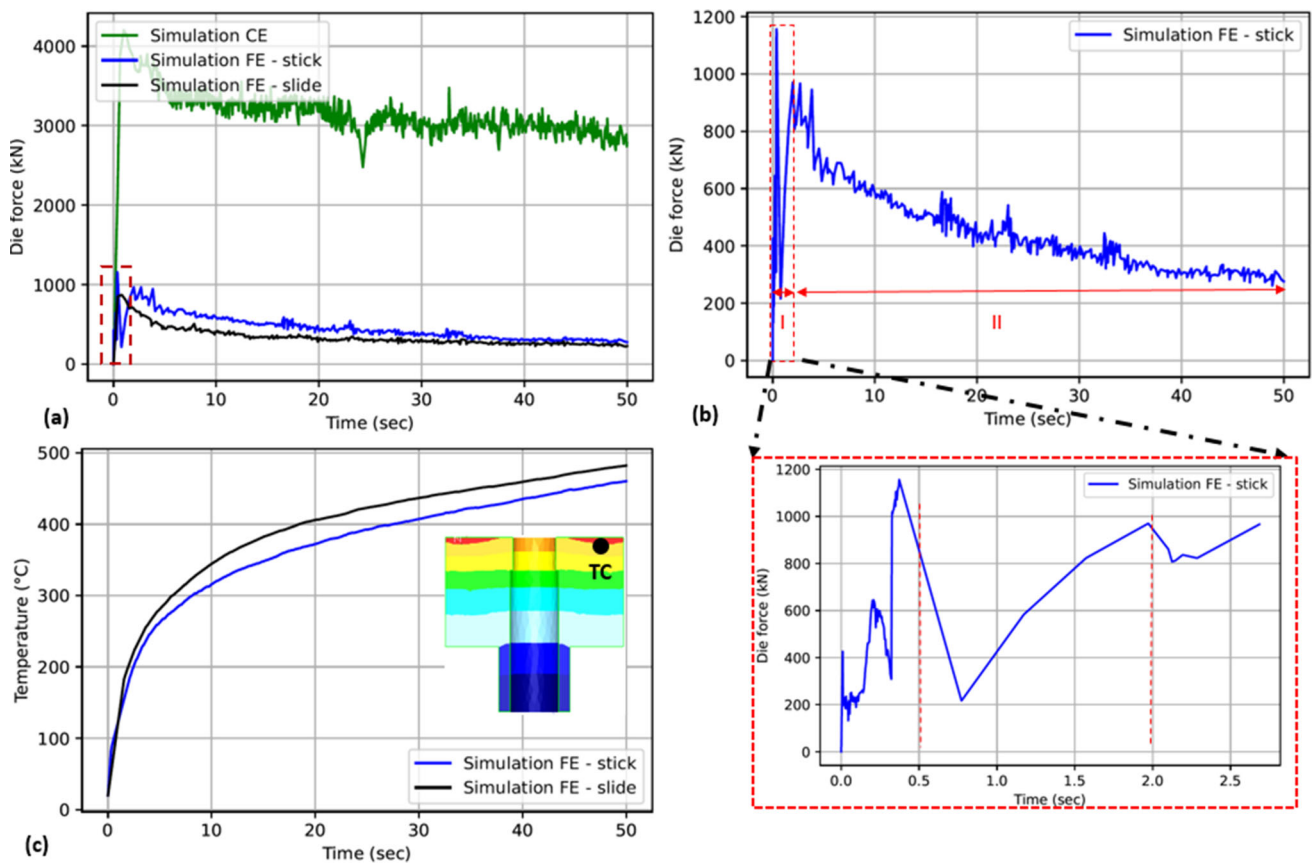 Die force (kN)
4000
3000
2000
1000
0
Simulation CE
Simulation FE - stick
Simulation FE - slide
0 10 20 30 40 50
Time (sec)
(a)
Die force (kN)
1200
1000
800
600
400
200
0
Simulation FE - stick
I
II
0 10 20 30 40 50
Time (sec)
(b)
Temperature (°C)
500
400
300
200
100
0
TC
Simulation FE - stick
Simulation FE - slide
0 10 20 30 40 50
Time (sec)
(c)
Die force (kN)
1200
1000
800
600
400
200
0
Simulation FE - stick
0.0 0.5 1.0 1.5 2.0 2.5
Time (sec)